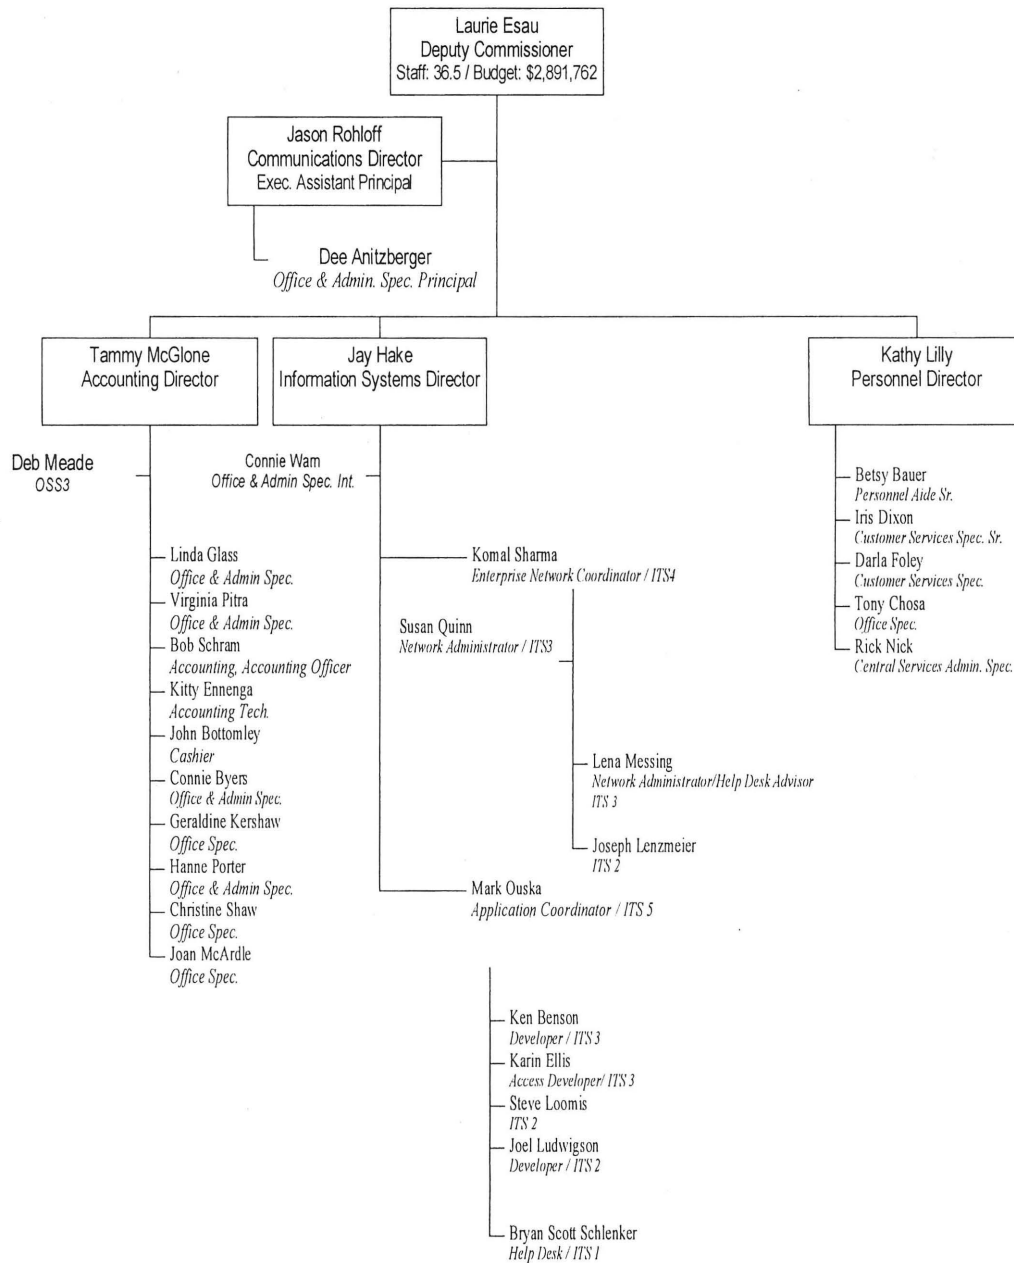 Laurie Esau
Deputy Commissioner
Staff: 36.5 / Budget: $2,891,762
Jason Rohloff
Communications Director
Exec. Assistant Principal
Dee Anitzberger
Office & Admin. Spec. Principal
Tammy McGlone
Accounting Director
Jay Hake
Information Systems Director
Kathy Lilly
Personnel Director
Deb Meade
OSS3
Linda Glass
Office & Admin Spec.
Virginia Pitra
Office & Admin Spec.
Bob Schram
Accounting, Accounting Officer
Kitty Ennenga
Accounting Tech.
John Bottomley
Cashier
Connie Byers
Office & Admin Spec.
Geraldine Kershaw
Office Spec.
Hanne Porter
Office & Admin Spec.
Christine Shaw
Office Spec.
Joan McArdle
Office Spec.
Connie Warn
Office & Admin Spec. Int.
Komal Sharma
Enterprise Network Coordinator / ITS4
Susan Quinn
Network Administrator / ITS3
Lena Messing
Network Administrator/Help Desk Advisor
ITS 3
Joseph Lenzmeier
ITS 2
Mark Ouska
Application Coordinator / ITS 5
Ken Benson
Developer / ITS 3
Karin Ellis
Access Developer/ ITS 3
Steve Loomis
ITS 2
Joel Ludwigson
Developer / ITS 2
Bryan Scott Schlenker
Help Desk / ITS 1
Betsy Bauer
Personnel Aide Sr.
Iris Dixon
Customer Services Spec. Sr.
Darla Foley
Customer Services Spec.
Tony Chosa
Office Spec.
Rick Nick
Central Services Admin. Spec.